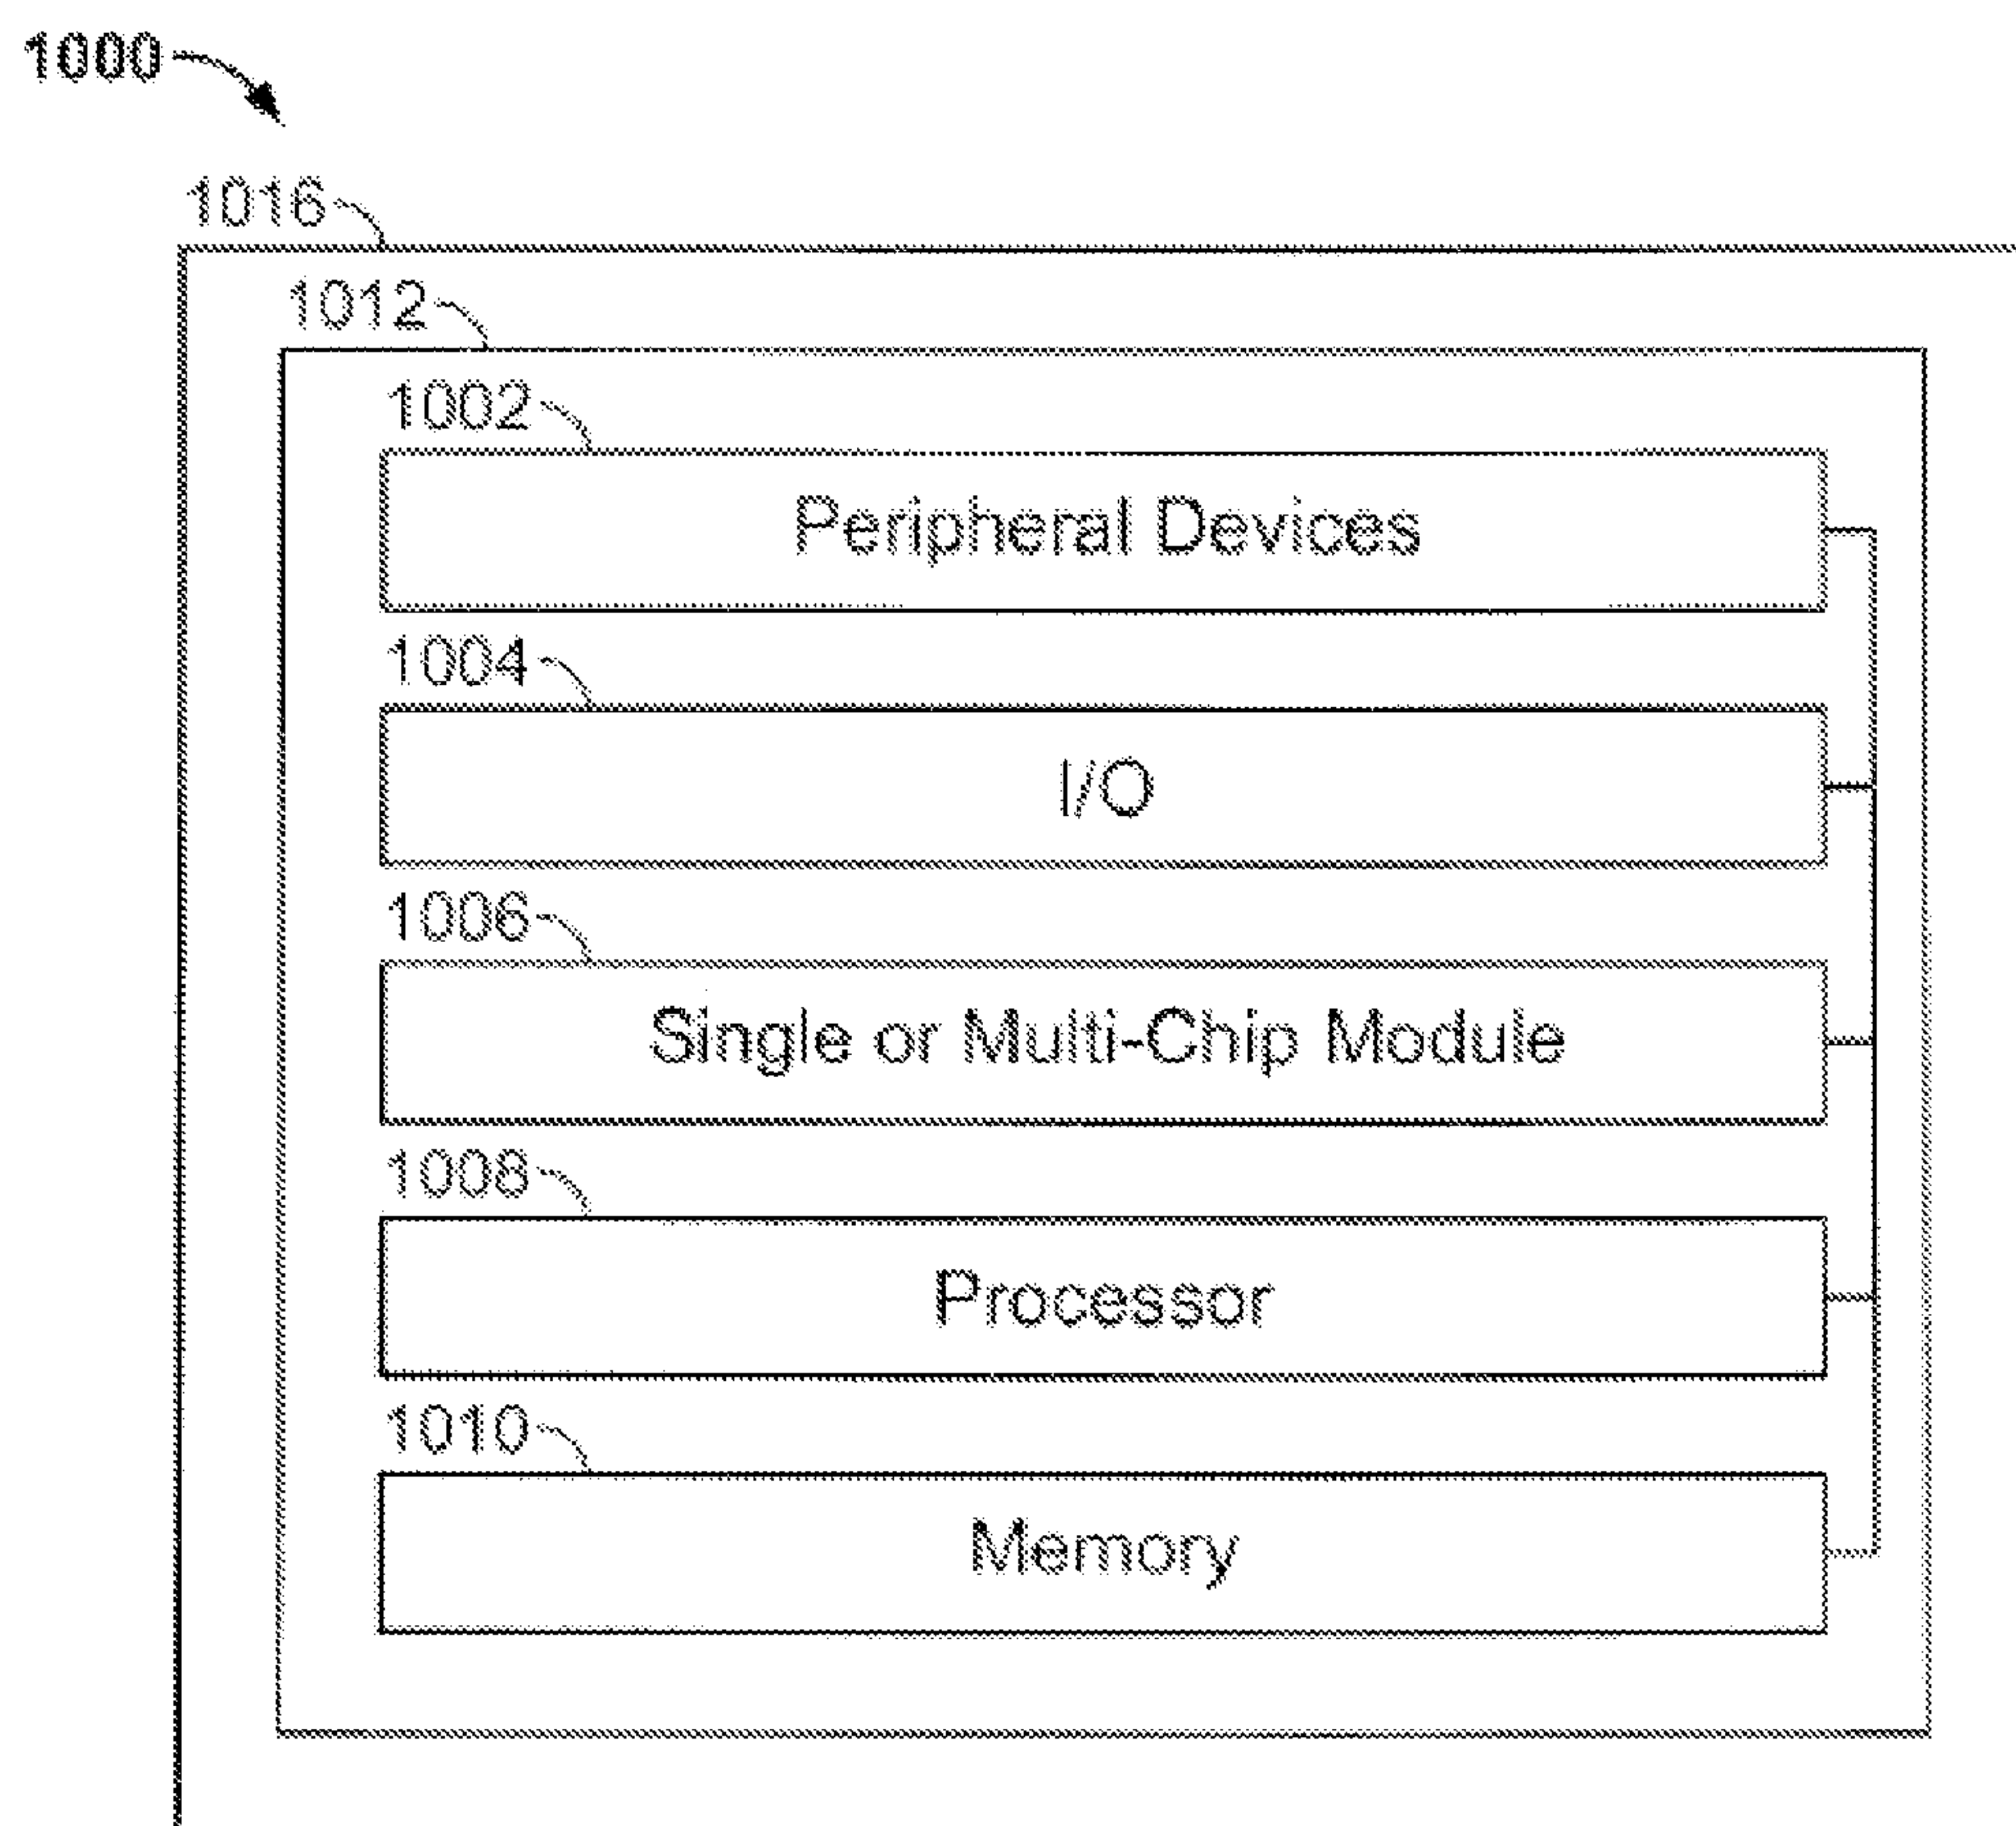 1000
1016
1012
1002
Peripheral Devices
1004
I/O
1006
Single or Multi-Chip Module
1008
Processor
1010
Memory